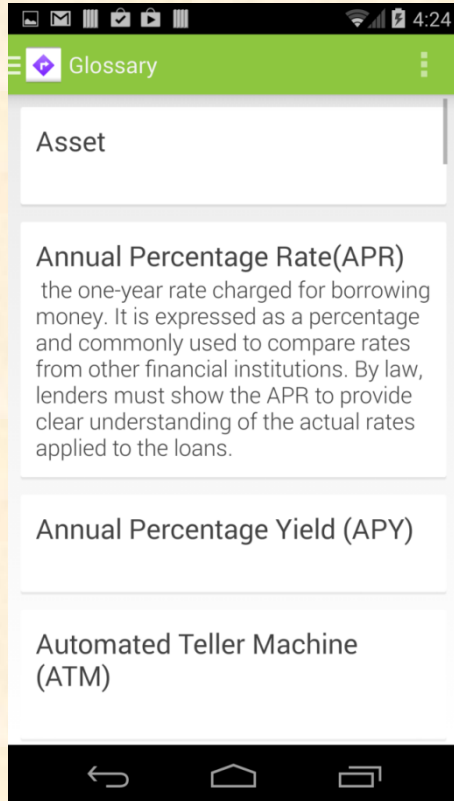 4:24
Glossary
Asset
Annual Percentage Rate(APR)
the one-year rate charged for borrowing
money. It is expressed as a percentage
and commonly used to compare rates
from other financial institutions. By law,
lenders must show the APR to provide
clear understanding of the actual rates
applied to the loans.
Annual Percentage Yield (APY)
Automated Teller Machine
(ATM)